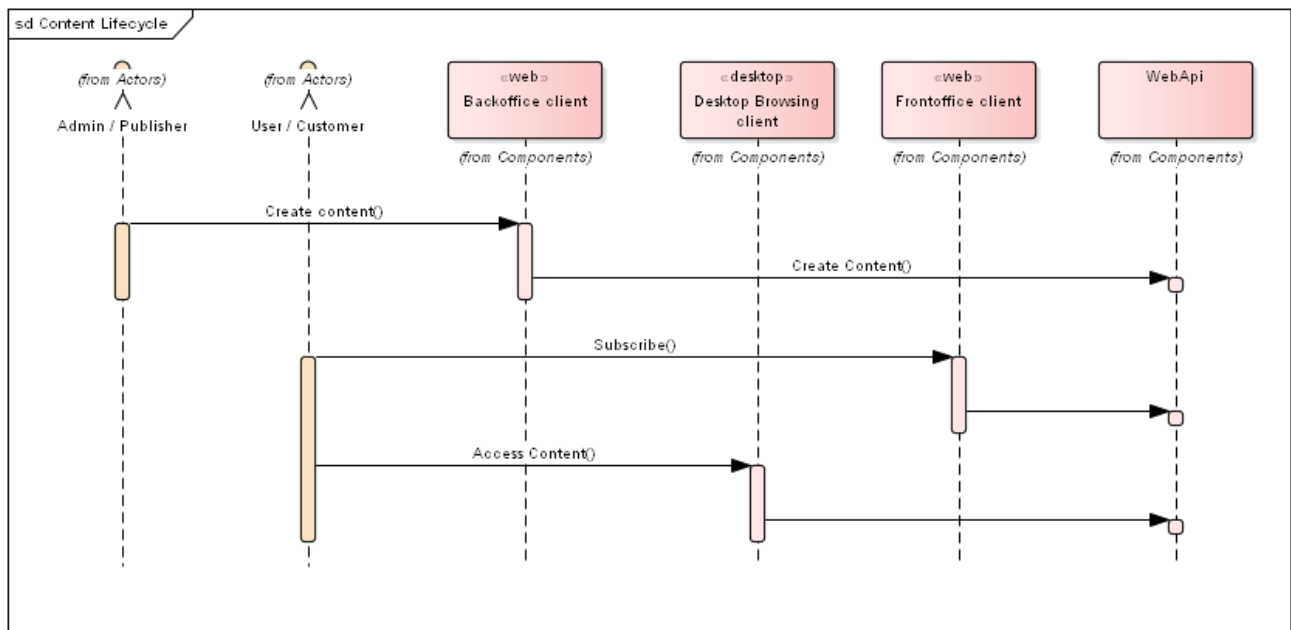 sd Content Lifecycle
(from Actors)
(from Actors)
«web»
«desktop»
«web»
WebApi
Backoffice client
Desktop Browsing
client
Frontoffice client
Admin / Publisher
User / Customer
(from Components)
(from Components)
(from Components)
(from Components)
Create content()
Create Content()
Subscribe()
Access Content()